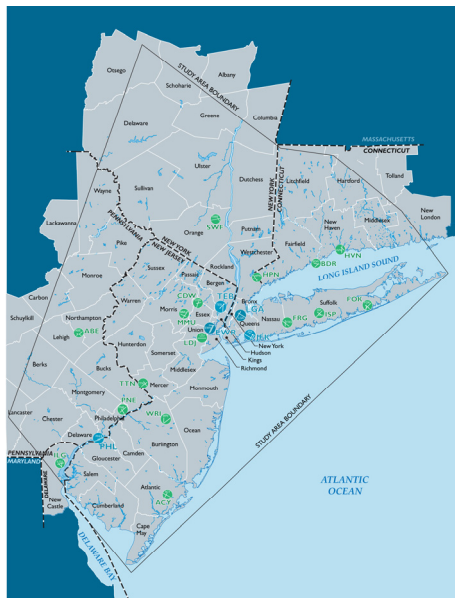 Otsego
Schoharie
Albany
STUDY AREA BOUNDARY
Greene
Columbia
Delaware
MASSACHUSETTS
NEW YORK
CONNECTICUT
CONNECTICUT
Ulster
Dutchess
Litchfield
Hartford
Tolland
Wayne
Sullivan
New London
Lackawanna
PENNSYLVANIA
SWF
Orange
Putnam
New Haven
Middlesex
Pike
NEW YORK
NEW JERSEY
Westchester
Fairfield
HVN
BDR
Sussex
Passaic
Rockland
HPN
LONG ISLAND SOUND
Monroe
Bergen
Carbon
Warren
CDW
TEB
Bronx
LGA
Suffolk
FOK
Morris
Essex
Northampton
MMU
Queens
Nassau
FRG
ISP
Schuylkill
Union
EWR
JFK
ABE
Lehigh
Hunterdon
LDJ
New York
Hudson
Kings
Richmond
Somerset
Berks
Bucks
Middlesex
TTN
Mercer
Monmouth
Montgomery
Lancaster
Chester
PNE
Philadelphia
WRI
Ocean
STUDY AREA BOUNDARY
Delaware
PHL
Burlington
PENNSYLVANIA
MARYLAND
ILG
Gloucester
Camden
Salem
DELAWARE
New Castle
Atlantic
ACY
ATLANTIC
OCEAN
Cumberland
Cape May
DELAWARE BAY